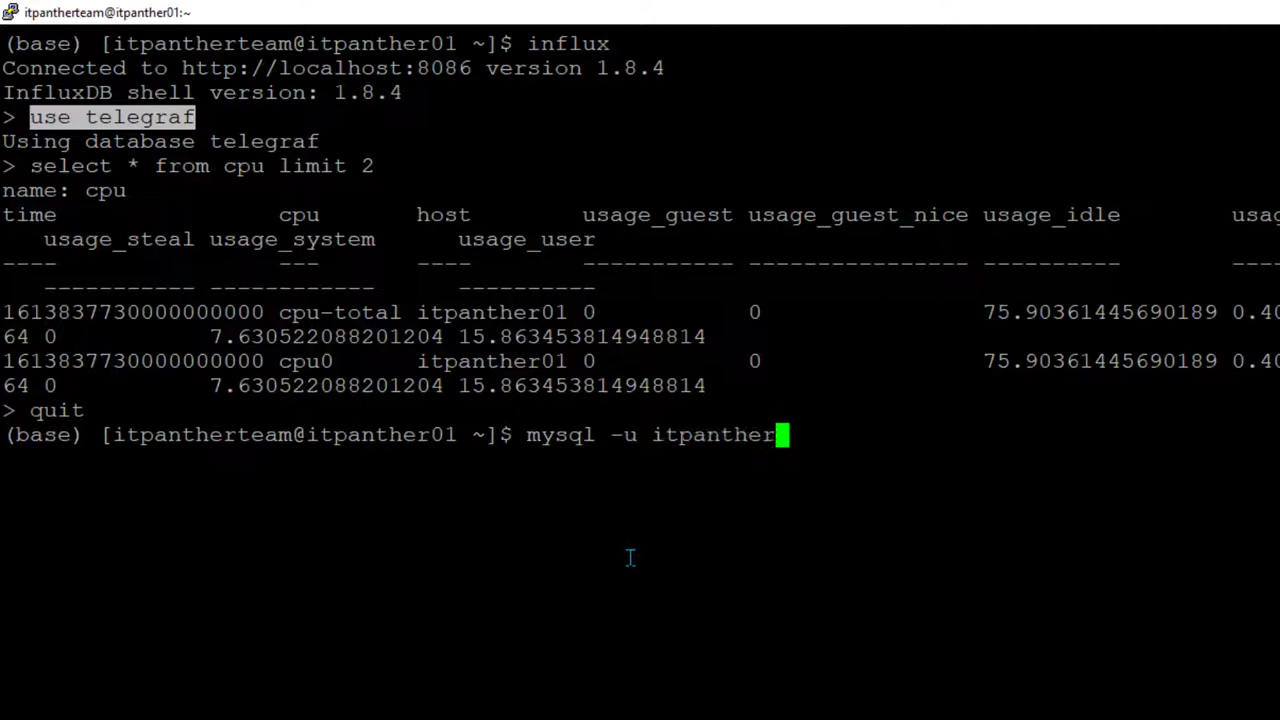 itpantherteam@itpanther01:~
(base) [itpantherteam@itpanther01 ~]$ influx
Connected to http://localhost:8086 version 1.8.4
InfluxDB shell version: 1.8.4
> use telegraf
Using database telegraf
> select * from cpu limit 2
name: cpu
time cpu host usage_guest usage_guest_nice usage_idle usag
usage_steal usage_system usage_user
---- --- ---- ----------- ---------------- ---------- ----
----------- ------------ ----------
1613837730000000000 cpu-total itpanther01 0 0 75.90361445690189 0.40
64 0 7.630522088201204 15.863453814948814
1613837730000000000 cpu0 itpanther01 0 0 75.90361445690189 0.40
64 0 7.630522088201204 15.863453814948814
> quit
(base) [itpantherteam@itpanther01 ~]$ mysql -u itpanther